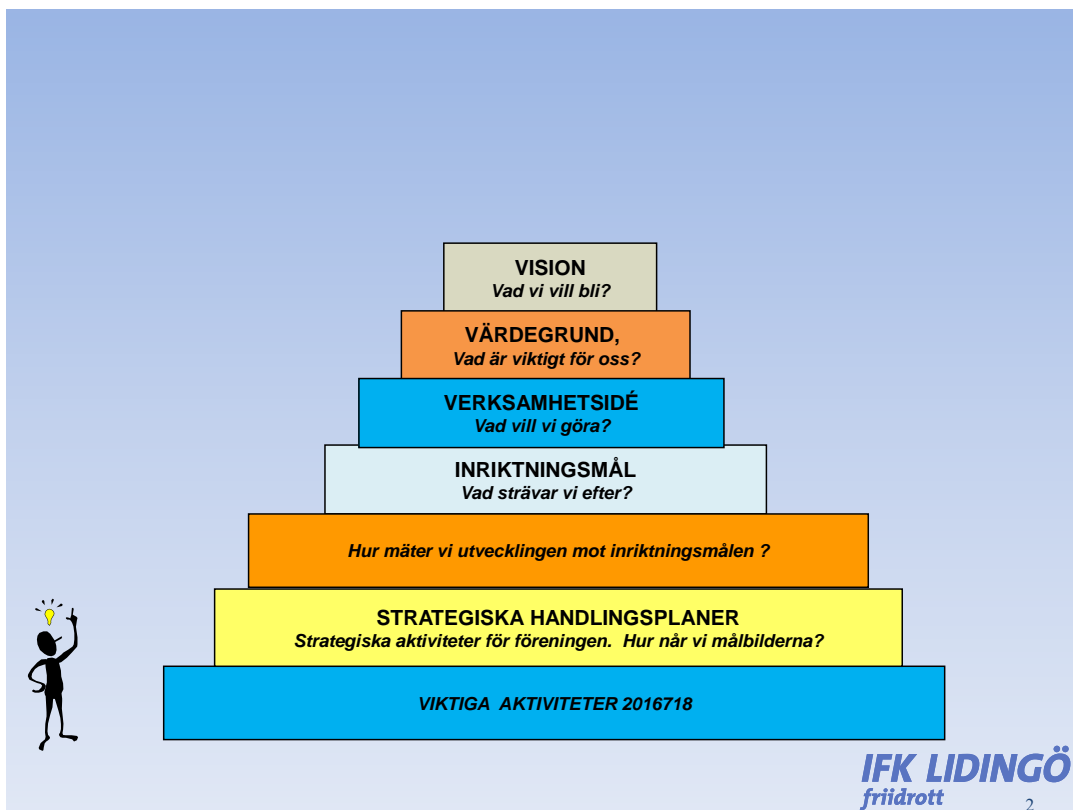 VISION
Vad vi vill bli?
VÄRDEGRUND,
Vad är viktigt för oss?
VERKSAMHETSIDÉ
Vad vill vi göra?
INRIKTNINGSMÅL
Vad strävar vi efter?
Hur mäter vi utvecklingen mot inriktningsmålen ?
STRATEGISKA HANDLINGSPLANER
Strategiska aktiviteter för föreningen. Hur når vi målbilderna?
VIKTIGA AKTIVITETER 2016718
IFK LIDINGÖ
friidrott
2